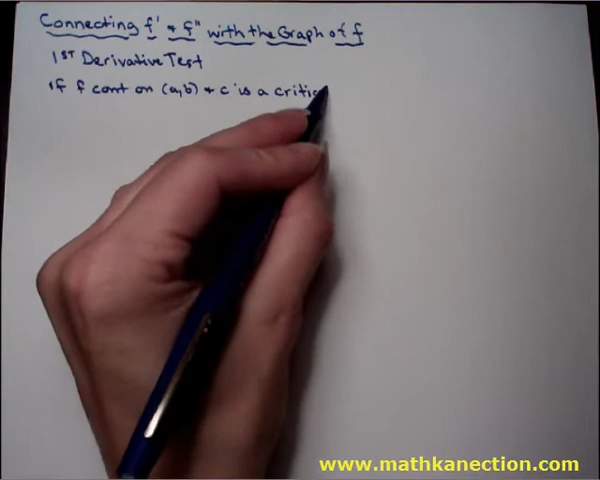 Connecting f' & f" with the Graph of f
1ST Derivative Test
If f cont on (a,b) & c is a critic
www.mathkanection.com